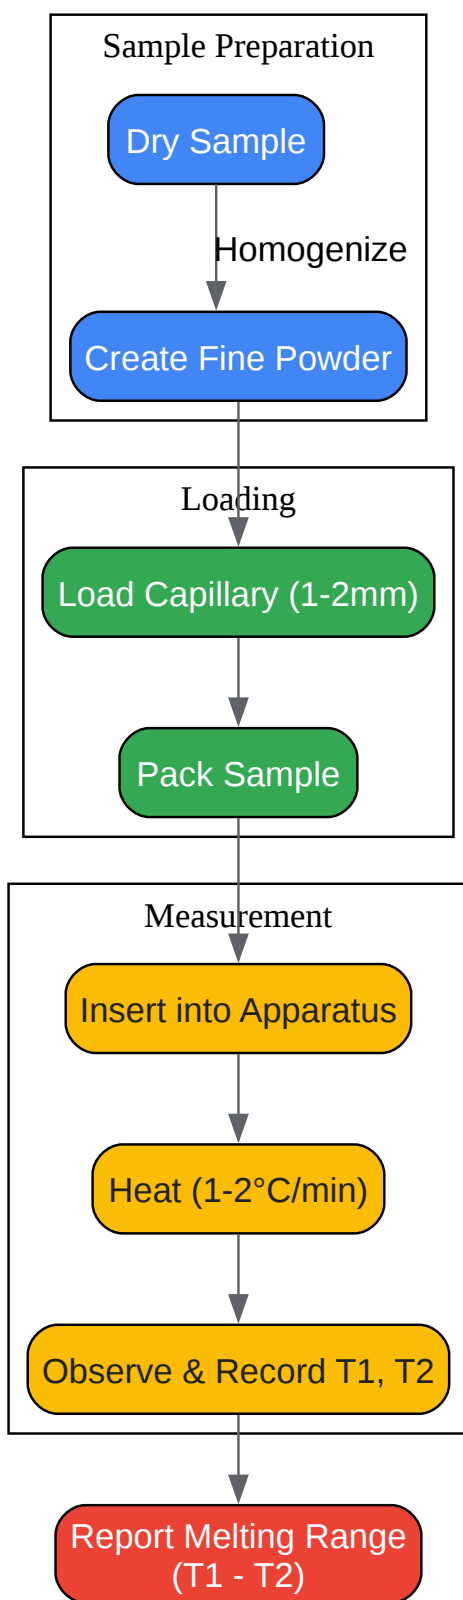 Sample Preparation
Dry Sample
Homogenize
Create Fine Powder
Loading
Load Capillary (1-2mm)
Pack Sample
Measurement
Insert into Apparatus
Heat (1-2°C/min)
Observe & Record T1, T2
Report Melting Range
(T1 - T2)